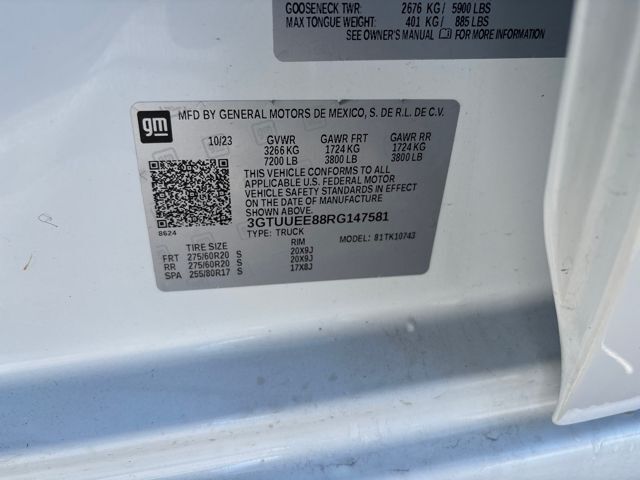 GOOSENECK TWR: 2676 KG / 5900 LBS
MAX TONGUE WEIGHT: 401 KG / 885 LBS
SEE OWNER'S MANUAL FOR MORE INFORMATION
gm MFD BY GENERAL MOTORS DE MEXICO, S. DE R.L. DE C.V.
10/23 GVWR GAWR FRT GAWR RR
3266 KG 1724 KG 1724 KG
7200 LB 3800 LB 3800 LB
THIS VEHICLE CONFORMS TO ALL
APPLICABLE U.S. FEDERAL MOTOR
VEHICLE SAFETY STANDARDS IN EFFECT
ON THE DATE OF MANUFACTURE SHOWN ABOVE.
3GTUUEE88RG147581
8624 TYPE: TRUCK MODEL: 81TK10743
TIRE SIZE RIM
FRT 275/60R20 S 20X9J
RR 275/60R20 S 20X9J
SPA 255/80R17 S 17X8J